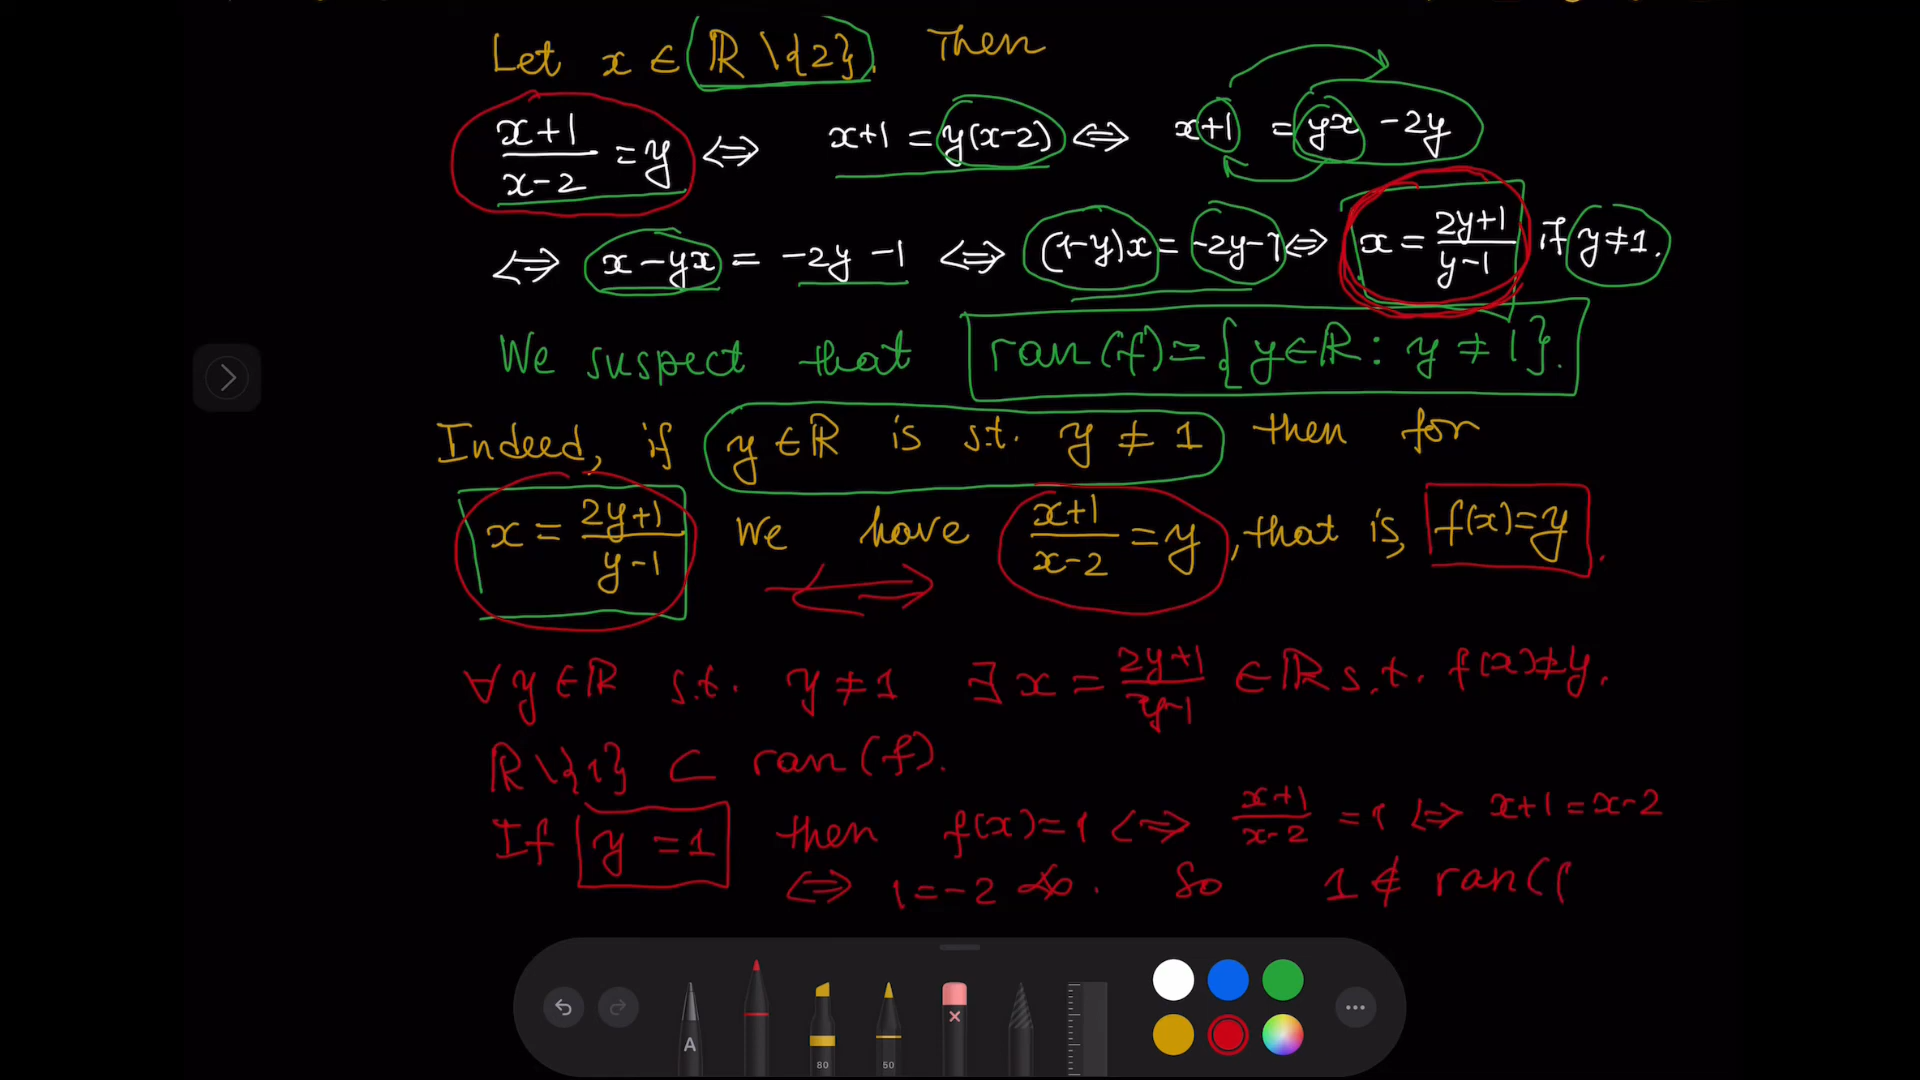 Let x ∈ ℝ \ {2}. Then
x+1/x-2 = y ⇔ x+1 = y(x-2) ⇔ x+1 = yx -2y
⇔ x-yx = -2y -1 ⇔ (1-y)x = -2y-1 ⇔ x = 2y+1/y-1 if y≠1.
We suspect that ran(f) = {y∈ℝ : y ≠ 1}.
Indeed, if y ∈ ℝ is s.t. y ≠ 1 then for
x = 2y+1/y-1 we have x+1/x-2 = y, that is, f(x)=y.
∀ y ∈ ℝ s.t. y ≠ 1 ∃ x = 2y+1/y-1 ∈ ℝ s.t. f(x)≠y.
ℝ \ {1} ⊂ ran(f).
If y = 1 then f(x)=1 ⇔ x+1/x-2 = 1 ⇔ x+1 = x-2
⇔ 1 = -2 . So 1 ∉ ran(
A
80
50